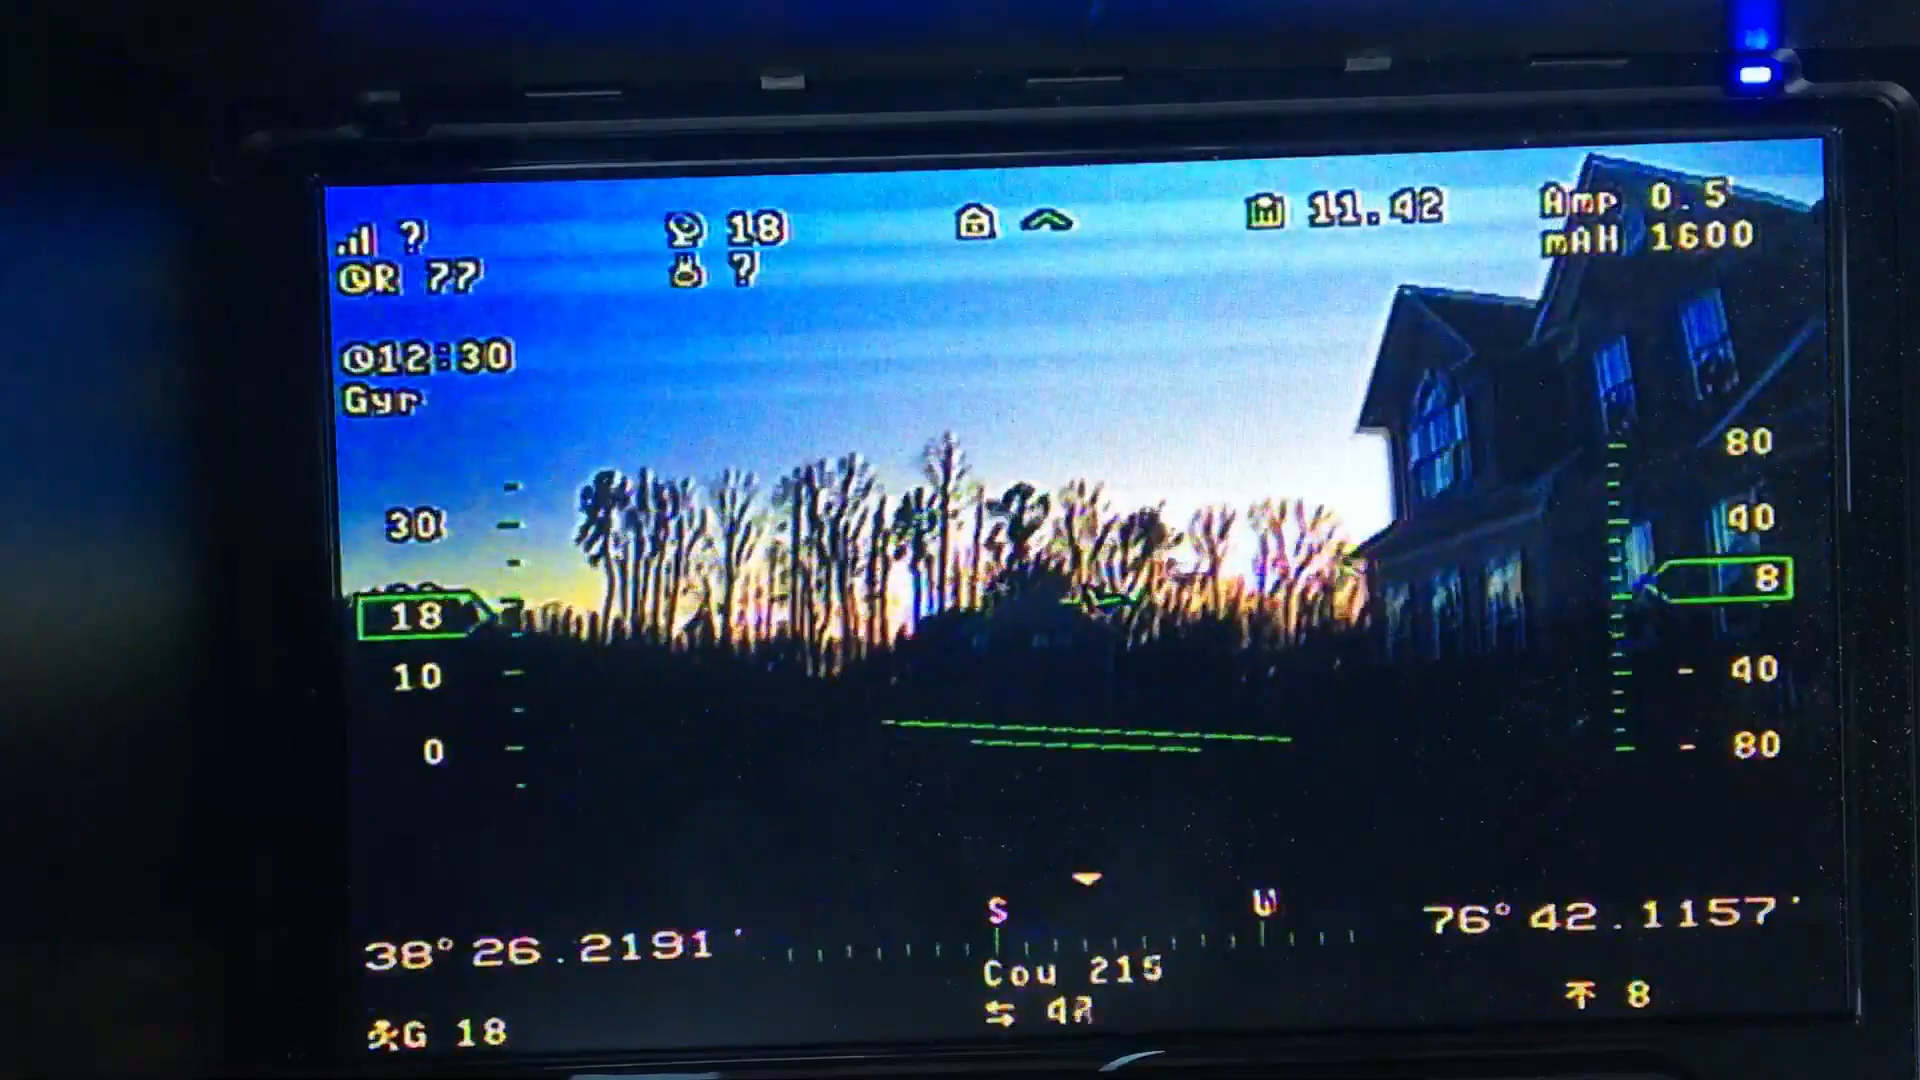 ? 18 11.42 Amp 0.5
R 77 ? mAH 1600
12:30
Gyr
80
30 40
18 8
10 - 40
0 - 80
S W
38° 26.2191' 76° 42.1157'
Cou 215
G 18 8